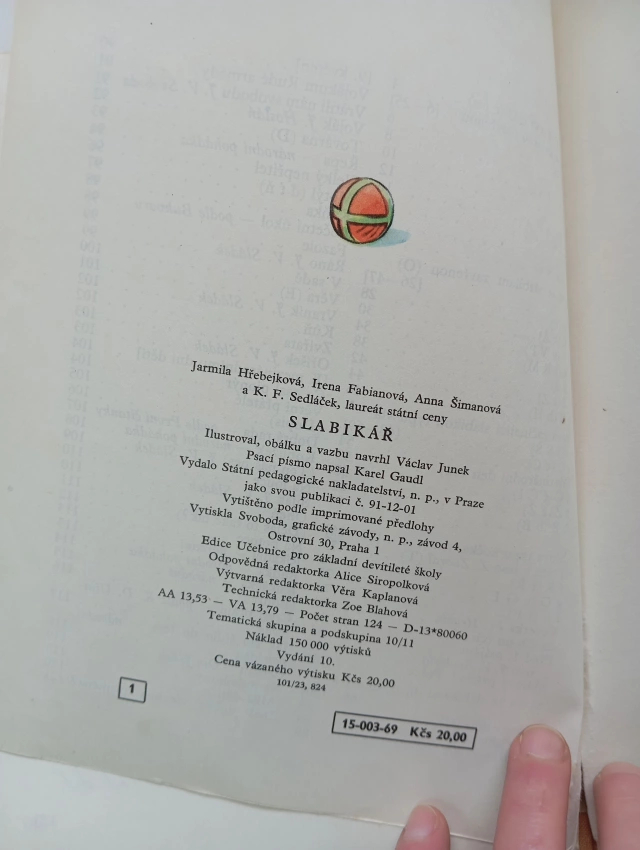 Jarmila Hřebejková, Irena Fabianová, Anna Šimanová
a K. F. Sedláček, laureát státní ceny
SLABIKÁŘ
Ilustroval, obálku a vazbu navrhl Václav Junek
Psací písmo napsal Karel Gaudl
Vydalo Státní pedagogické nakladatelství, n. p., v Praze
jako svou publikaci č. 91-12-01
Vytištěno podle imprimované předlohy
Vytiskla Svoboda, grafické závody, n. p., závod 4,
Ostrovní 30, Praha 1
Edice Učebnice pro základní devítileté školy
Odpovědná redaktorka Alice Siropolková
Výtvarná redaktorka Věra Kaplanová
Technická redaktorka Zoe Blahová
AA 13,53 — VA 13,79 — Počet stran 124 — D-13*80060
Tematická skupina a podskupina 10/11
Náklad 150 000 výtisků
Vydání 10.
Cena vázaného výtisku Kčs 20,00
101/23, 824
1
15-003-69 Kčs 20,00